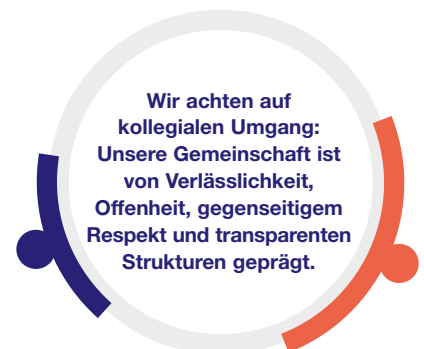 Wir achten auf
kollegialen Umgang:
Unsere Gemeinschaft ist
von Verlässlichkeit,
Offenheit, gegenseitigem
Respekt und transparenten
Strukturen geprägt.